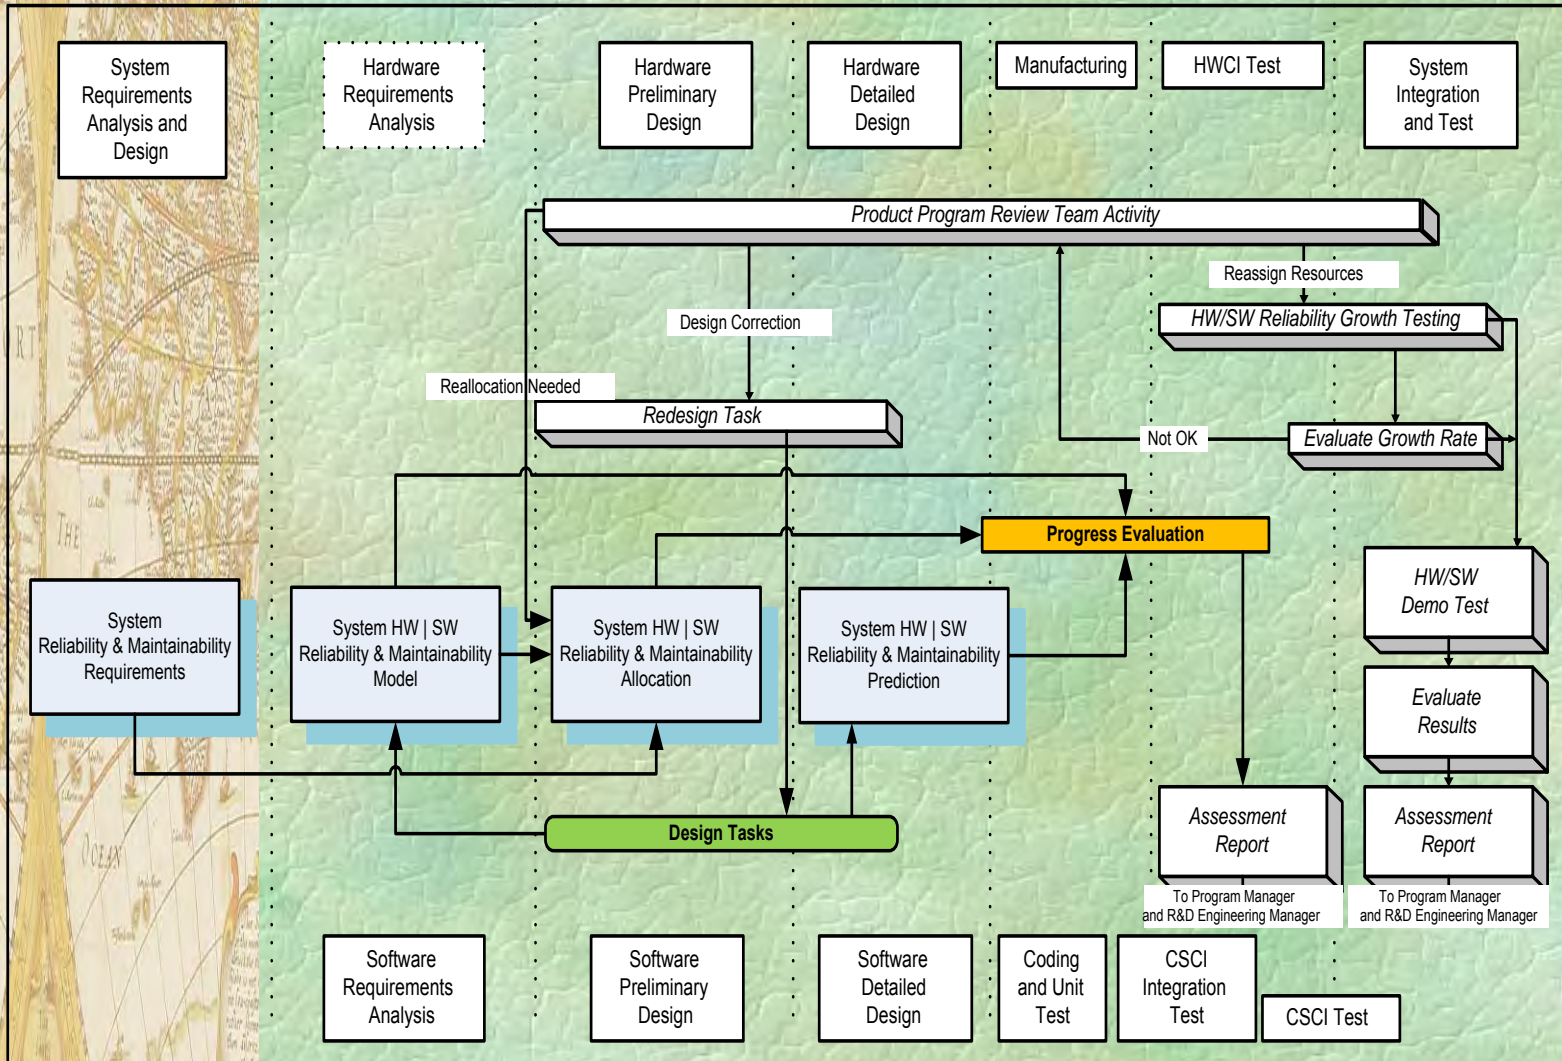 System
Requirements
Analysis and
Design
Hardware
Requirements
Analysis
Hardware
Preliminary
Design
Hardware
Detailed
Design
Manufacturing
HWCI Test
System
Integration
and Test
Product Program Review Team Activity
Reassign Resources
HW/SW Reliability Growth Testing
Design Correction
Reallocation Needed
Redesign Task
Not OK
Evaluate Growth Rate
Progress Evaluation
System
Reliability & Maintainability
Requirements
System HW | SW
Reliability & Maintainability
Model
System HW | SW
Reliability & Maintainability
Allocation
System HW | SW
Reliability & Maintainability
Prediction
HW/SW
Demo Test
Evaluate
Results
Design Tasks
Assessment
Report
To Program Manager
and R&D Engineering Manager
Assessment
Report
To Program Manager
and R&D Engineering Manager
Software
Requirements
Analysis
Software
Preliminary
Design
Software
Detailed
Design
Coding
and Unit
Test
CSCI
Integration
Test
CSCI Test
RT
THE
OCEAN